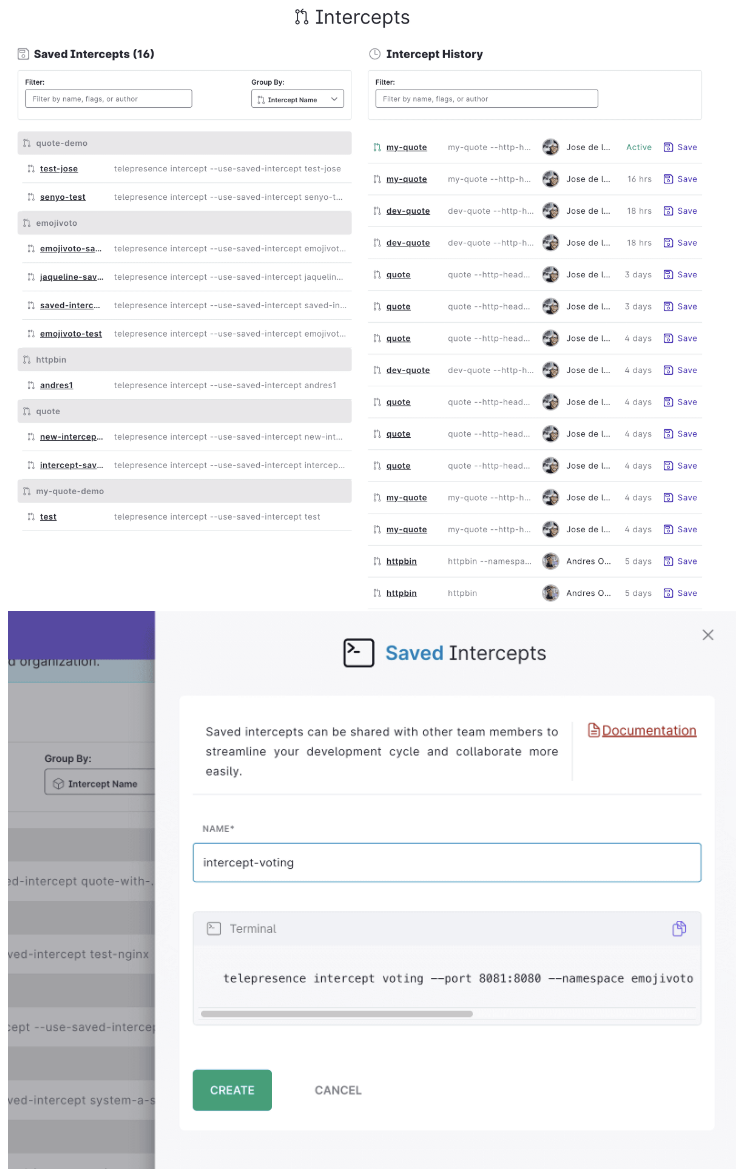 Intercepts
Saved Intercepts (16)
Filter:
Group By:
Filter by name, flags, or author
Intercept Name
quote-demo
test-jose telepresence intercept --use-saved-intercept test-jose
senyo-test telepresence intercept --use-saved-intercept senyo-t...
emojivoto
emojivoto-sa... telepresence intercept --use-saved-intercept emojivot...
jaqueline-sav... telepresence intercept --use-saved-intercept jaquelin...
saved-interc... telepresence intercept --use-saved-intercept saved-in...
emojivoto-test telepresence intercept --use-saved-intercept emojivot...
httpbin
andres1 telepresence intercept --use-saved-intercept andres1
quote
new-intercep... telepresence intercept --use-saved-intercept new-int...
intercept-sav... telepresence intercept --use-saved-intercept intercep...
my-quote-demo
test telepresence intercept --use-saved-intercept test
Intercept History
Filter:
Filter by name, flags, or author
my-quote my-quote --http-h... Jose de l... Active Save
my-quote my-quote --http-h... Jose de l... 16 hrs Save
dev-quote dev-quote --http-h... Jose de l... 18 hrs Save
dev-quote dev-quote --http-h... Jose de l... 18 hrs Save
quote quote --http-head... Jose de l... 3 days Save
quote quote --http-head... Jose de l... 3 days Save
quote quote --http-head... Jose de l... 4 days Save
dev-quote dev-quote --http-h... Jose de l... 4 days Save
quote quote --http-head... Jose de l... 4 days Save
quote quote --http-head... Jose de l... 4 days Save
quote quote --http-head... Jose de l... 4 days Save
my-quote my-quote --http-h... Jose de l... 4 days Save
my-quote my-quote --http-h... Jose de l... 4 days Save
httpbin httpbin --namespa... Andres O... 5 days Save
httpbin httpbin Andres O... 5 days Save
d organization.
Group By:
Intercept Name
ed-intercept quote-with-.
ved-intercept test-nginx
cept --use-saved-intercep
ved-intercept system-a-s
Saved Intercepts
Saved intercepts can be shared with other team members to
streamline your development cycle and collaborate more
easily.
Documentation
NAME*
intercept-voting
Terminal
telepresence intercept voting --port 8081:8080 --namespace emojivoto
CREATE CANCEL